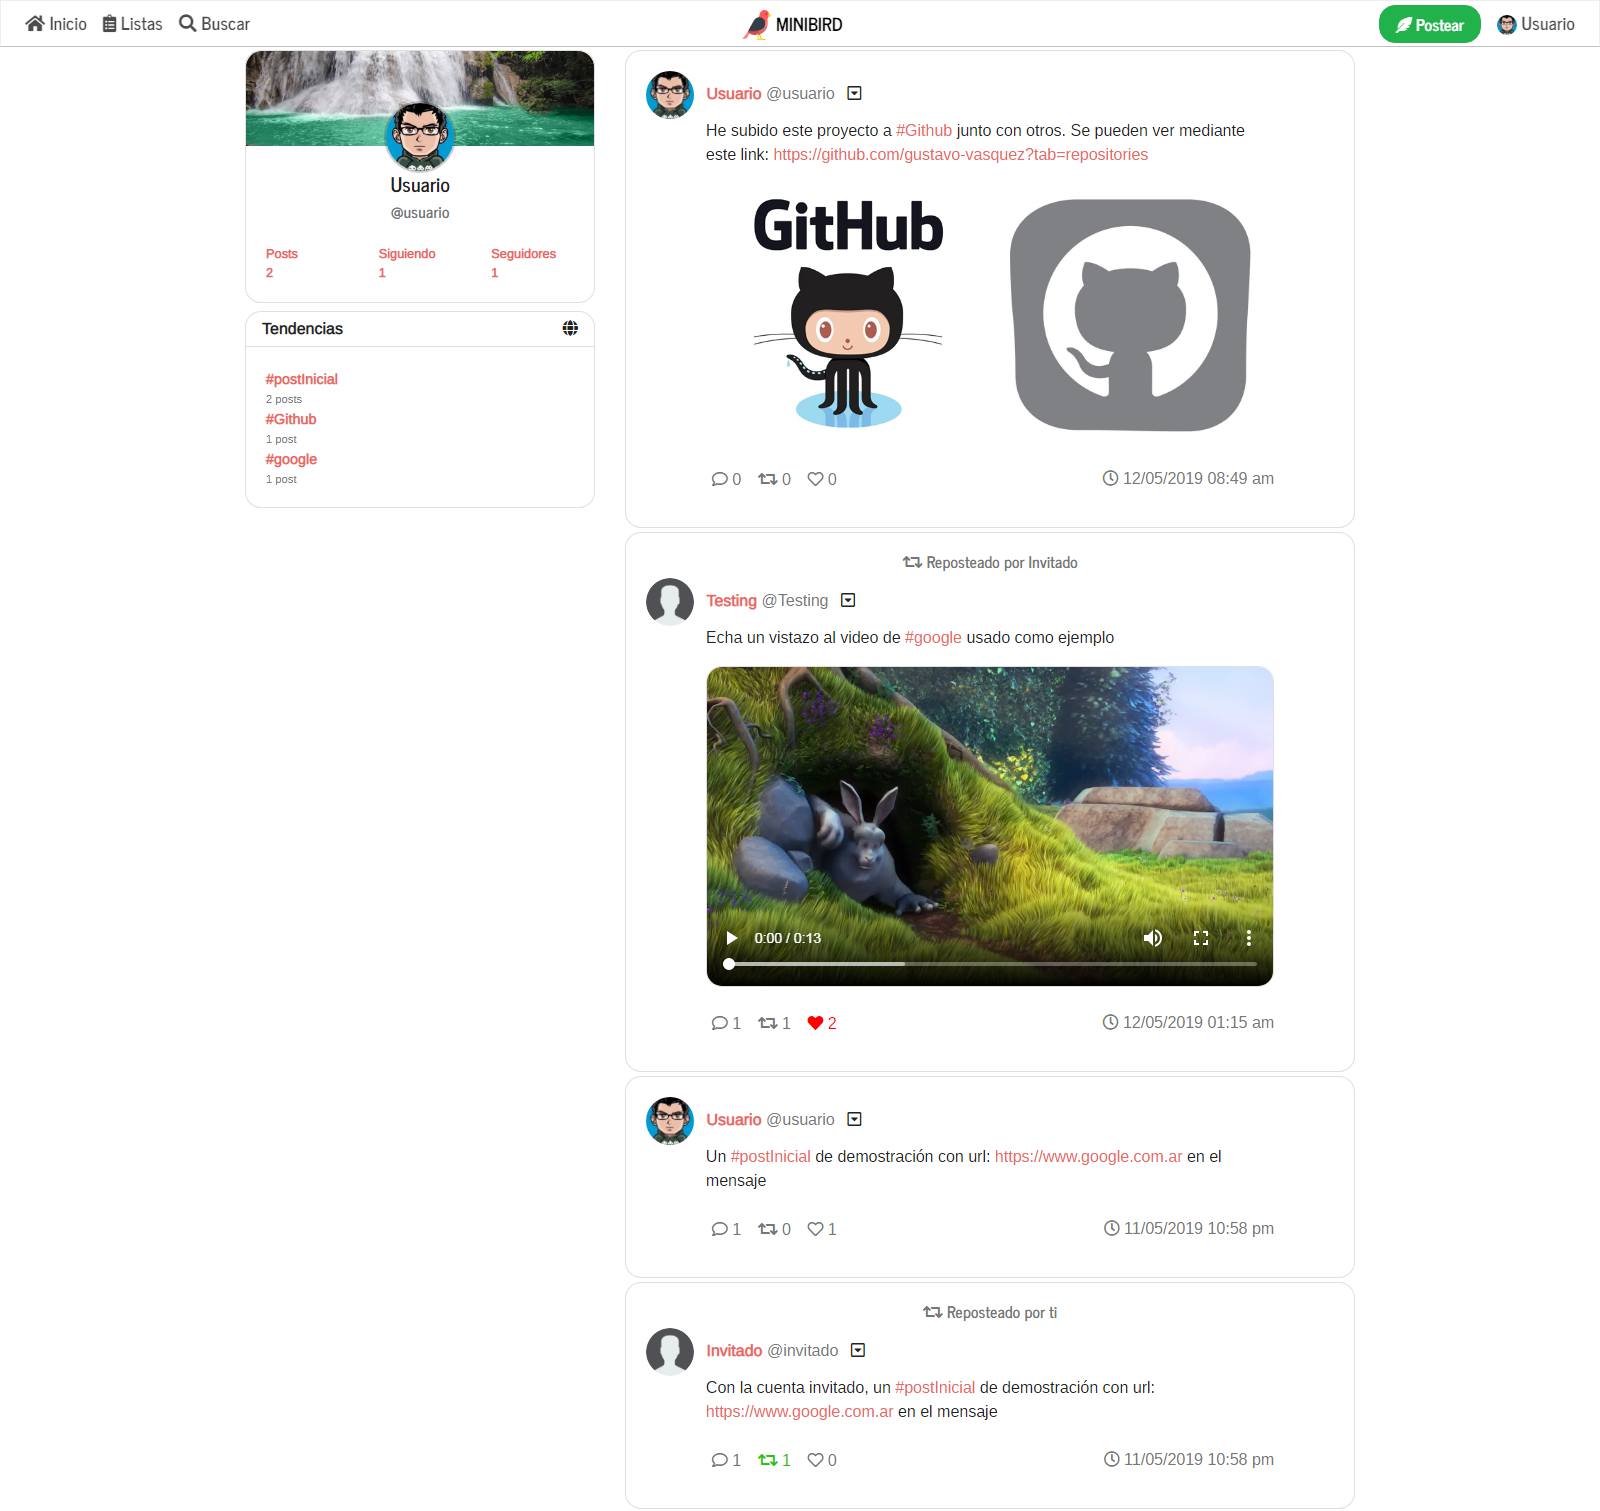 Inicio Listas Buscar MINIBIRD Postear Usuario
Usuario
@usuario
Posts Siguiendo Seguidores
2 1 1
Tendencias
#postInicial
2 posts
#Github
1 post
#google
1 post
Usuario @usuario
He subido este proyecto a #Github junto con otros. Se pueden ver mediante
este link: https://github.com/gustavo-vasquez?tab=repositories
GitHub
0 0 0 12/05/2019 08:49 am
Reposteado por Invitado
Testing @Testing
Echa un vistazo al video de #google usado como ejemplo
0:00 / 0:13
1 1 2 12/05/2019 01:15 am
Usuario @usuario
Un #postInicial de demostración con url: https://www.google.com.ar en el
mensaje
1 0 1 11/05/2019 10:58 pm
Reposteado por ti
Invitado @invitado
Con la cuenta invitado, un #postInicial de demostración con url:
https://www.google.com.ar en el mensaje
1 1 0 11/05/2019 10:58 pm